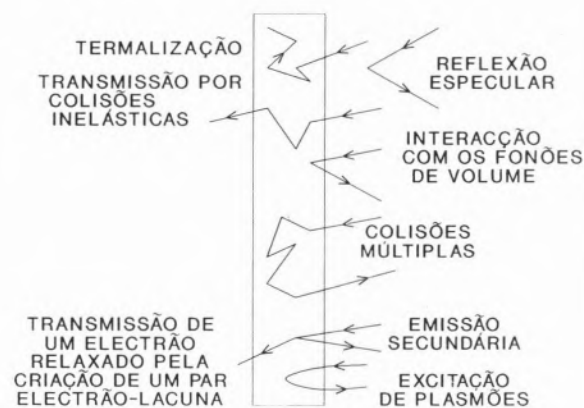 TERMALIZAÇÃO
TRANSMISSÃO POR
COLISÕES
INELÁSTICAS
REFLEXÃO
ESPECULAR
INTERACÇÃO
COM OS FONÕES
DE VOLUME
COLISÕES
MÚLTIPLAS
TRANSMISSÃO DE
UM ELECTRÃO
RELAXADO PELA
CRIAÇÃO DE UM PAR
ELECTRÃO-LACUNA
EMISSÃO
SECUNDÁRIA
EXCITAÇÃO
DE PLASMÕES